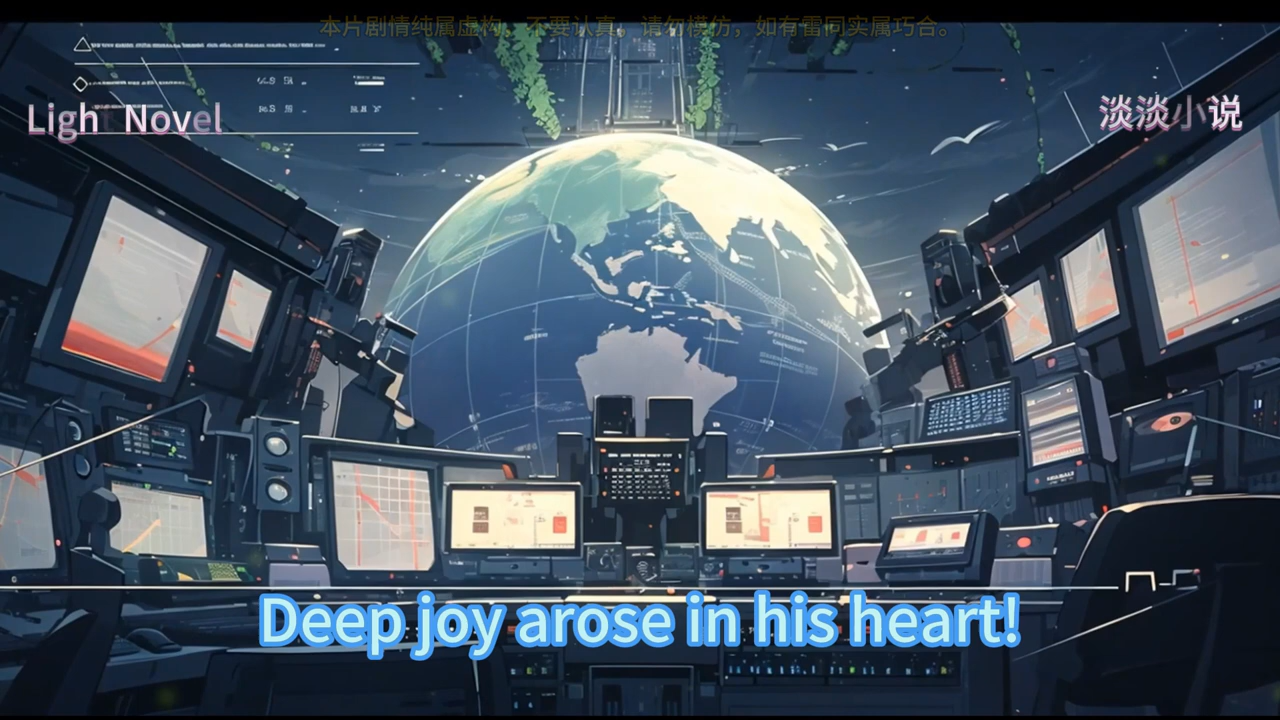 本片剧情纯属虚构，不要认真，请勿模仿，如有雷同实属巧合。
Light Novel
淡淡小说
Deep joy arose in his heart!